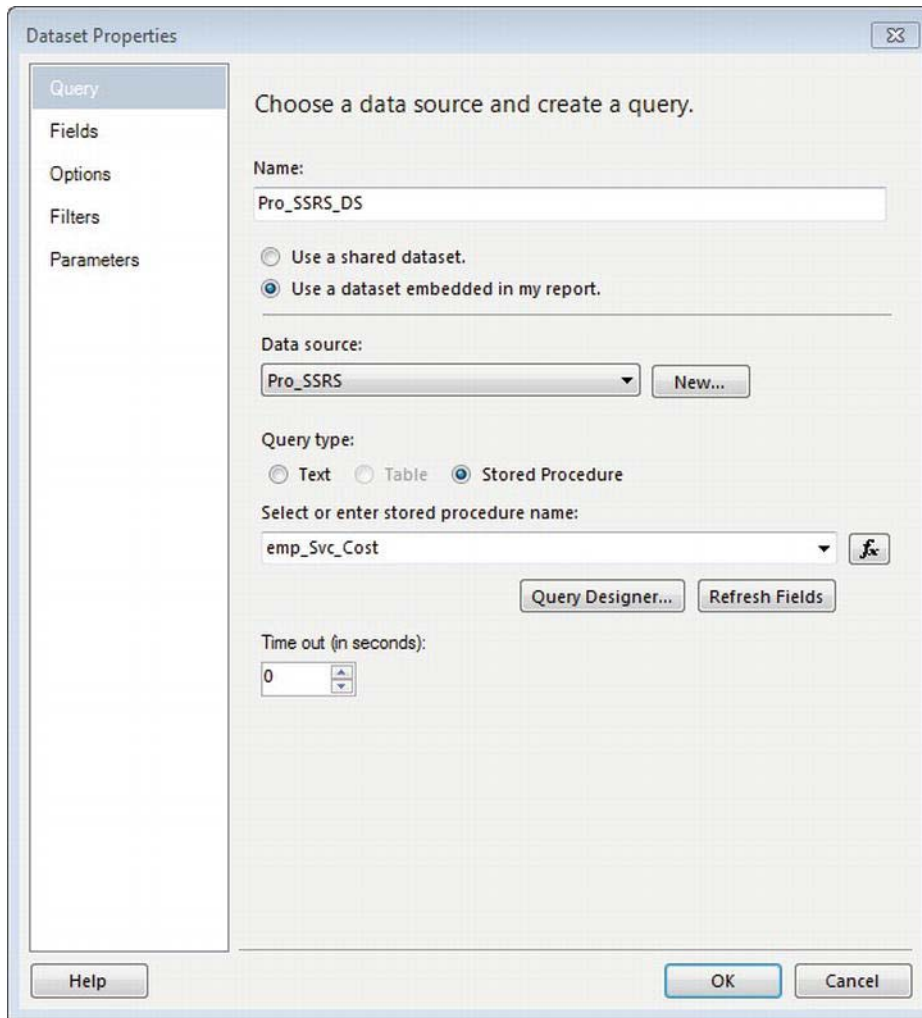 Dataset Properties
Query
Fields
Options
Filters
Parameters
Choose a data source and create a query.
Name:
Pro_SSRS_DS
Use a shared dataset.
Use a dataset embedded in my report.
Data source:
Pro_SSRS
New...
Query type:
Text Table Stored Procedure
Select or enter stored procedure name:
emp_Svc_Cost
fx
Query Designer... Refresh Fields
Time out (in seconds):
0
Help OK Cancel